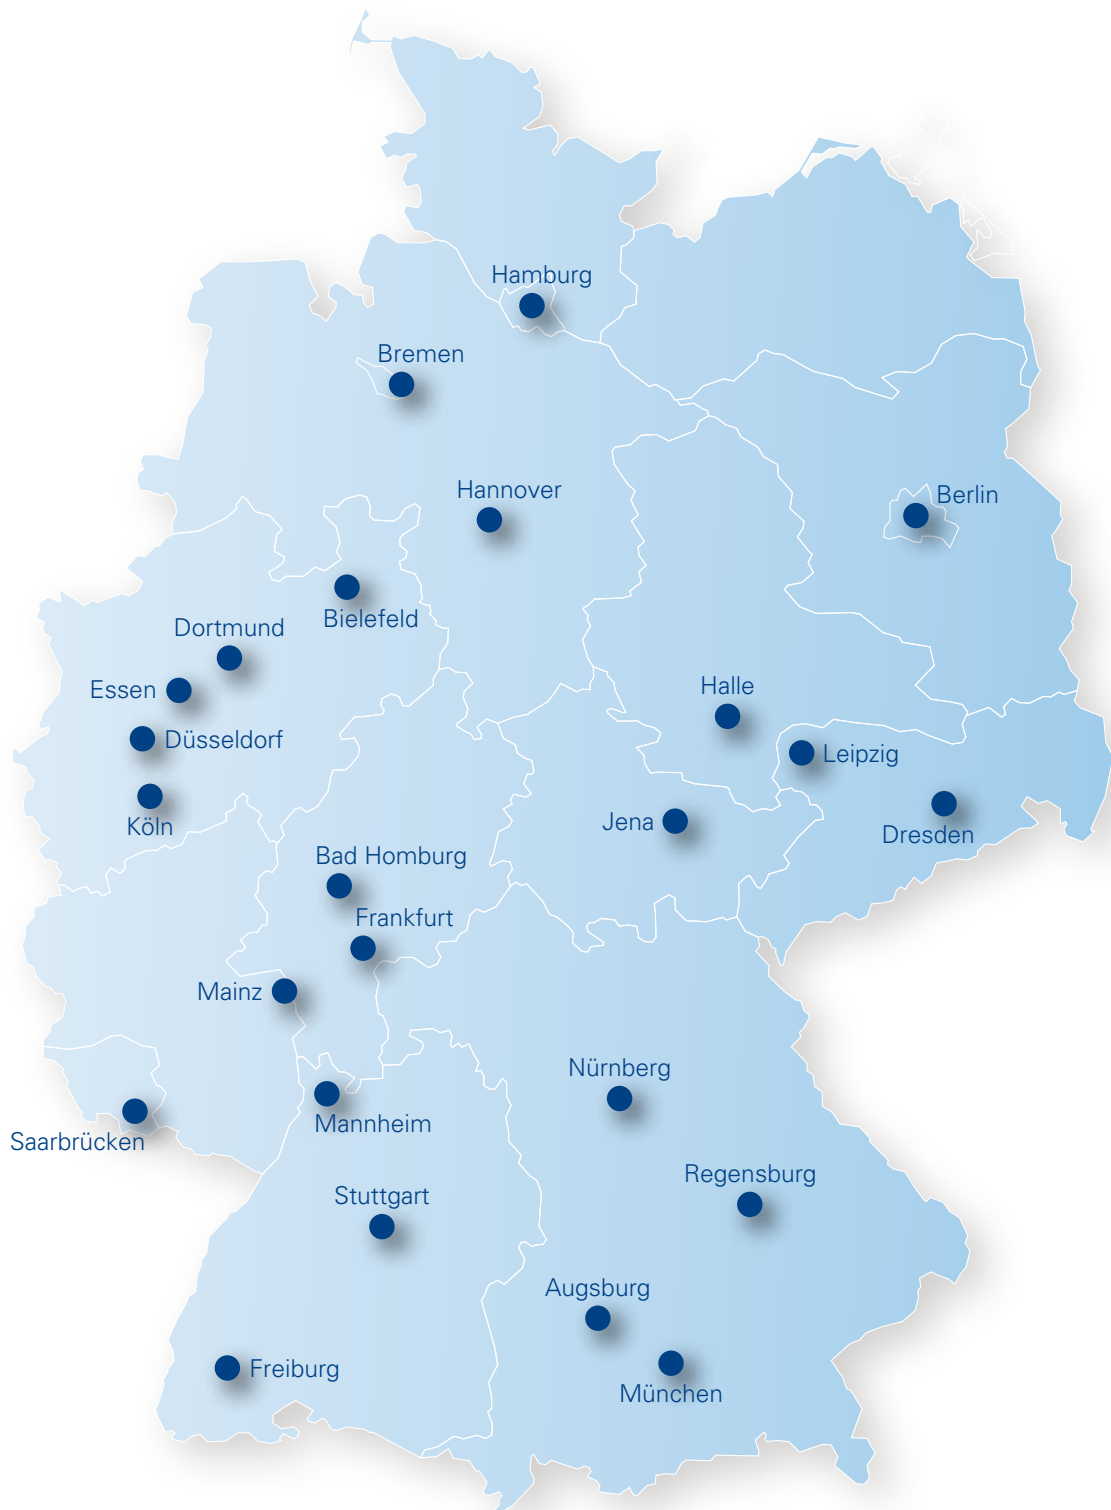 Hamburg
Bremen
Hannover
Berlin
Bielefeld
Dortmund
Essen
Halle
Düsseldorf
Leipzig
Köln
Jena
Dresden
Bad Homburg
Frankfurt
Mainz
Nürnberg
Mannheim
Saarbrücken
Regensburg
Stuttgart
Augsburg
Freiburg
München